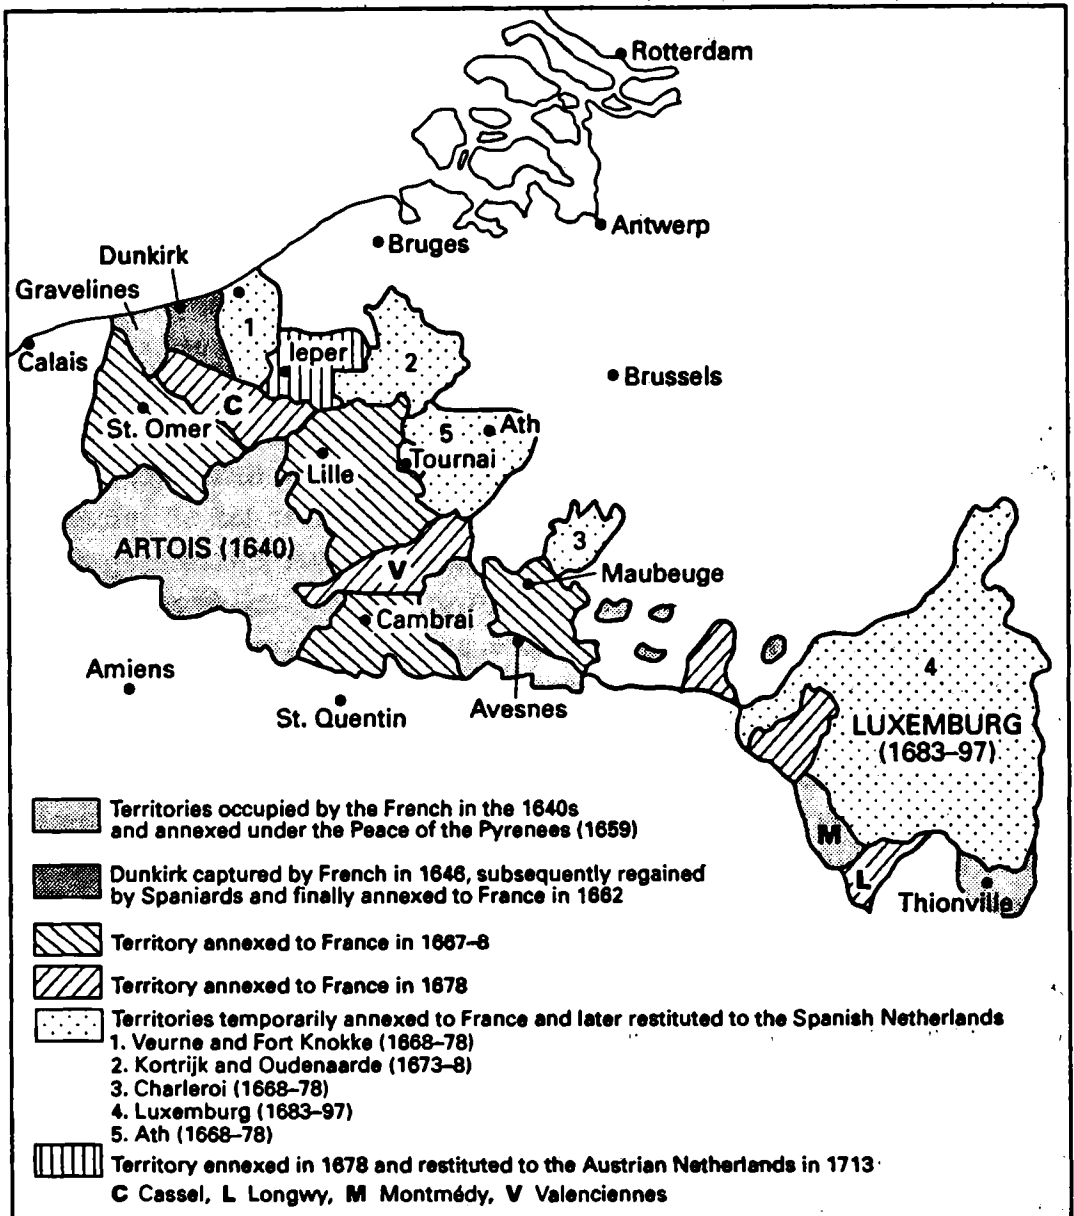 Rotterdam
Antwerp
Bruges
Dunkirk
Gravelines
Calais
1
Ieper
2
Brussels
C
St. Omer
5
Ath
Tournai
Lille
ARTOIS (1640)
V
3
Maubeuge
Cambrai
Amiens
St. Quentin
Avesnes
4
LUXEMBURG
(1683–97)
M
L
Thionville
Territories occupied by the French in the 1640s
and annexed under the Peace of the Pyrenees (1659)
Dunkirk captured by French in 1646, subsequently regained
by Spaniards and finally annexed to France in 1662
Territory annexed to France in 1667–8
Territory annexed to France in 1678
Territories temporarily annexed to France and later restituted to the Spanish Netherlands
1. Veurne and Fort Knokke (1668–78)
2. Kortrijk and Oudenaarde (1673–8)
3. Charleroi (1668–78)
4. Luxemburg (1683–97)
5. Ath (1668–78)
Territory ennexed in 1678 and restituted to the Austrian Netherlands in 1713
C Cassel, L Longwy, M Montmédy, V Valenciennes